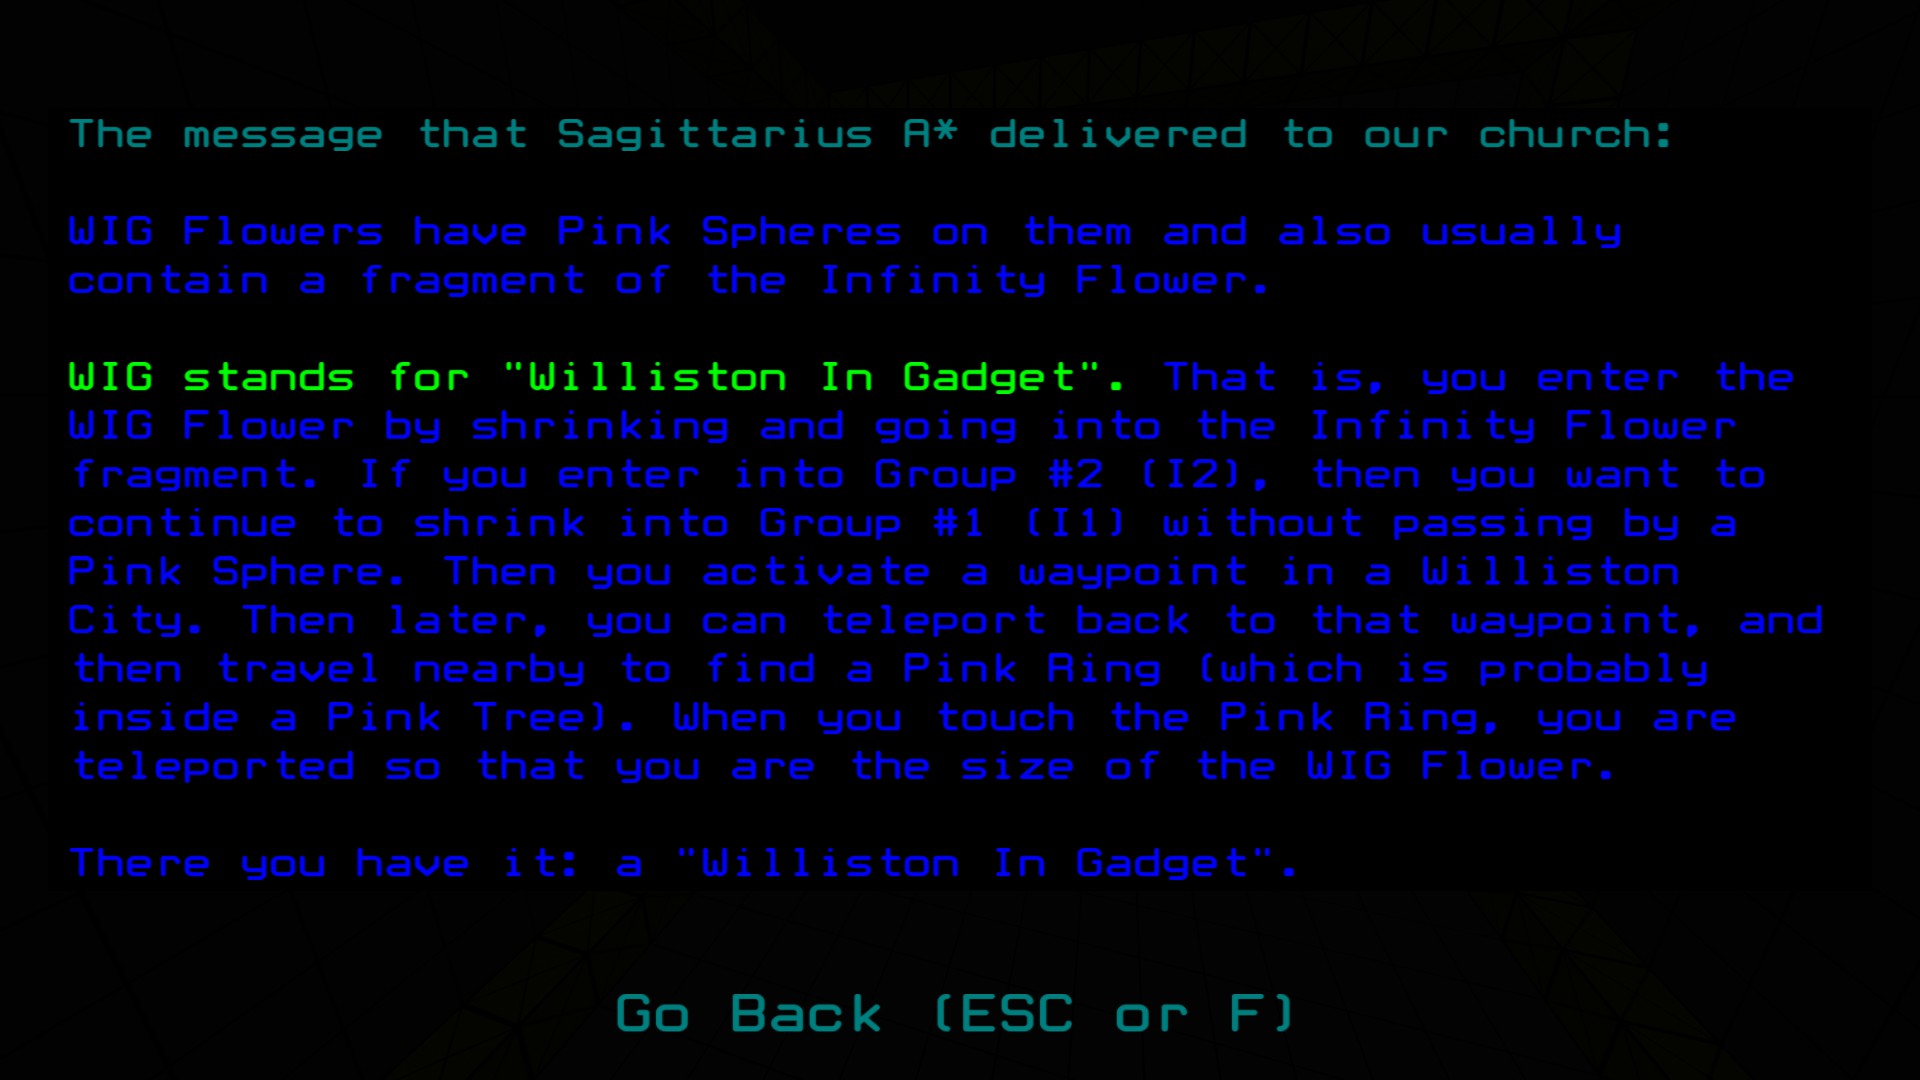 The message that Sagittarius A* delivered to our church:
WIG Flowers have Pink Spheres on them and also usually
contain a fragment of the Infinity Flower.
WIG stands for "Williston In Gadget". That is, you enter the
WIG Flower by shrinking and going into the Infinity Flower
fragment. If you enter into Group #2 (I2), then you want to
continue to shrink into Group #1 (I1) without passing by a
Pink Sphere. Then you activate a waypoint in a Williston
City. Then later, you can teleport back to that waypoint, and
then travel nearby to find a Pink Ring (which is probably
inside a Pink Tree). When you touch the Pink Ring, you are
teleported so that you are the size of the WIG Flower.
There you have it: a "Williston In Gadget".
Go Back (ESC or F)